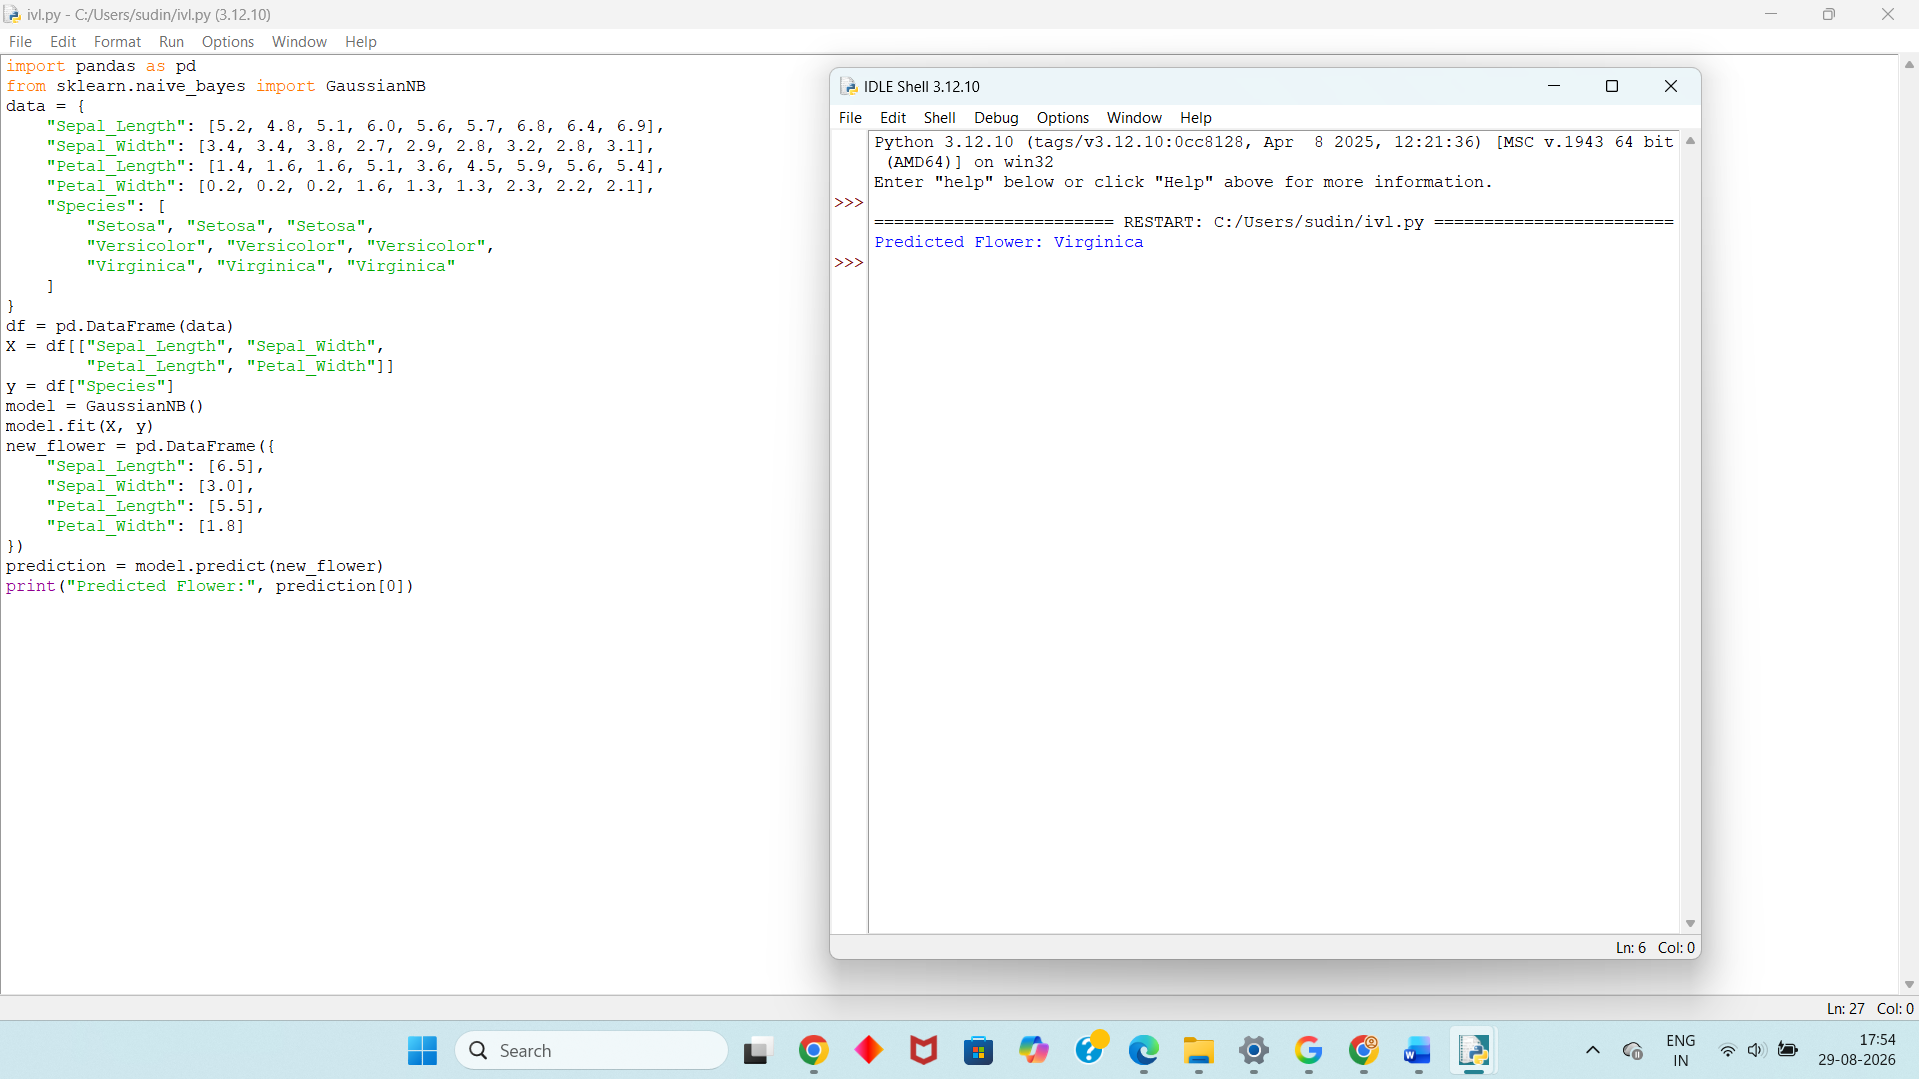 ivl.py - C:/Users/sudin/ivl.py (3.12.10)
File Edit Format Run Options Window Help
import pandas as pd
from sklearn.naive_bayes import GaussianNB
data = {
    "Sepal_Length": [5.2, 4.8, 5.1, 6.0, 5.6, 5.7, 6.8, 6.4, 6.9],
    "Sepal_Width": [3.4, 3.4, 3.8, 2.7, 2.9, 2.8, 3.2, 2.8, 3.1],
    "Petal_Length": [1.4, 1.6, 1.6, 5.1, 3.6, 4.5, 5.9, 5.6, 5.4],
    "Petal_Width": [0.2, 0.2, 0.2, 1.6, 1.3, 1.3, 2.3, 2.2, 2.1],
    "Species": [
        "Setosa", "Setosa", "Setosa",
        "Versicolor", "Versicolor", "Versicolor",
        "Virginica", "Virginica", "Virginica"
    ]
}
df = pd.DataFrame(data)
X = df[["Sepal_Length", "Sepal_Width",
        "Petal_Length", "Petal_Width"]]
y = df["Species"]
model = GaussianNB()
model.fit(X, y)
new_flower = pd.DataFrame({
    "Sepal_Length": [6.5],
    "Sepal_Width": [3.0],
    "Petal_Length": [5.5],
    "Petal_Width": [1.8]
})
prediction = model.predict(new_flower)
print("Predicted Flower:", prediction[0])
IDLE Shell 3.12.10
File Edit Shell Debug Options Window Help
Python 3.12.10 (tags/v3.12.10:0cc8128, Apr  8 2025, 12:21:36) [MSC v.1943 64 bit
 (AMD64)] on win32
Enter "help" below or click "Help" above for more information.
>>>
======================== RESTART: C:/Users/sudin/ivl.py ========================
Predicted Flower: Virginica
>>>
Ln: 6 Col: 0
Ln: 27 Col: 0
Search
ENG
IN
17:54
29-08-2026